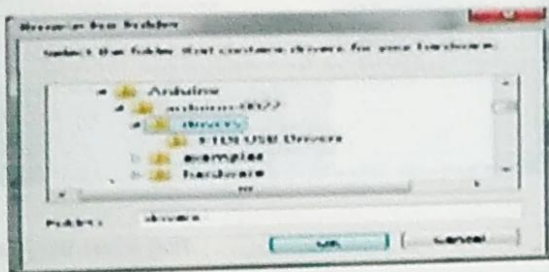 Browse For Folder
Select the folder that contains drivers for your hardware.
Arduino
arduino-0022
drivers
FTDI USB Drivers
examples
hardware
Folder: drivers
OK Cancel